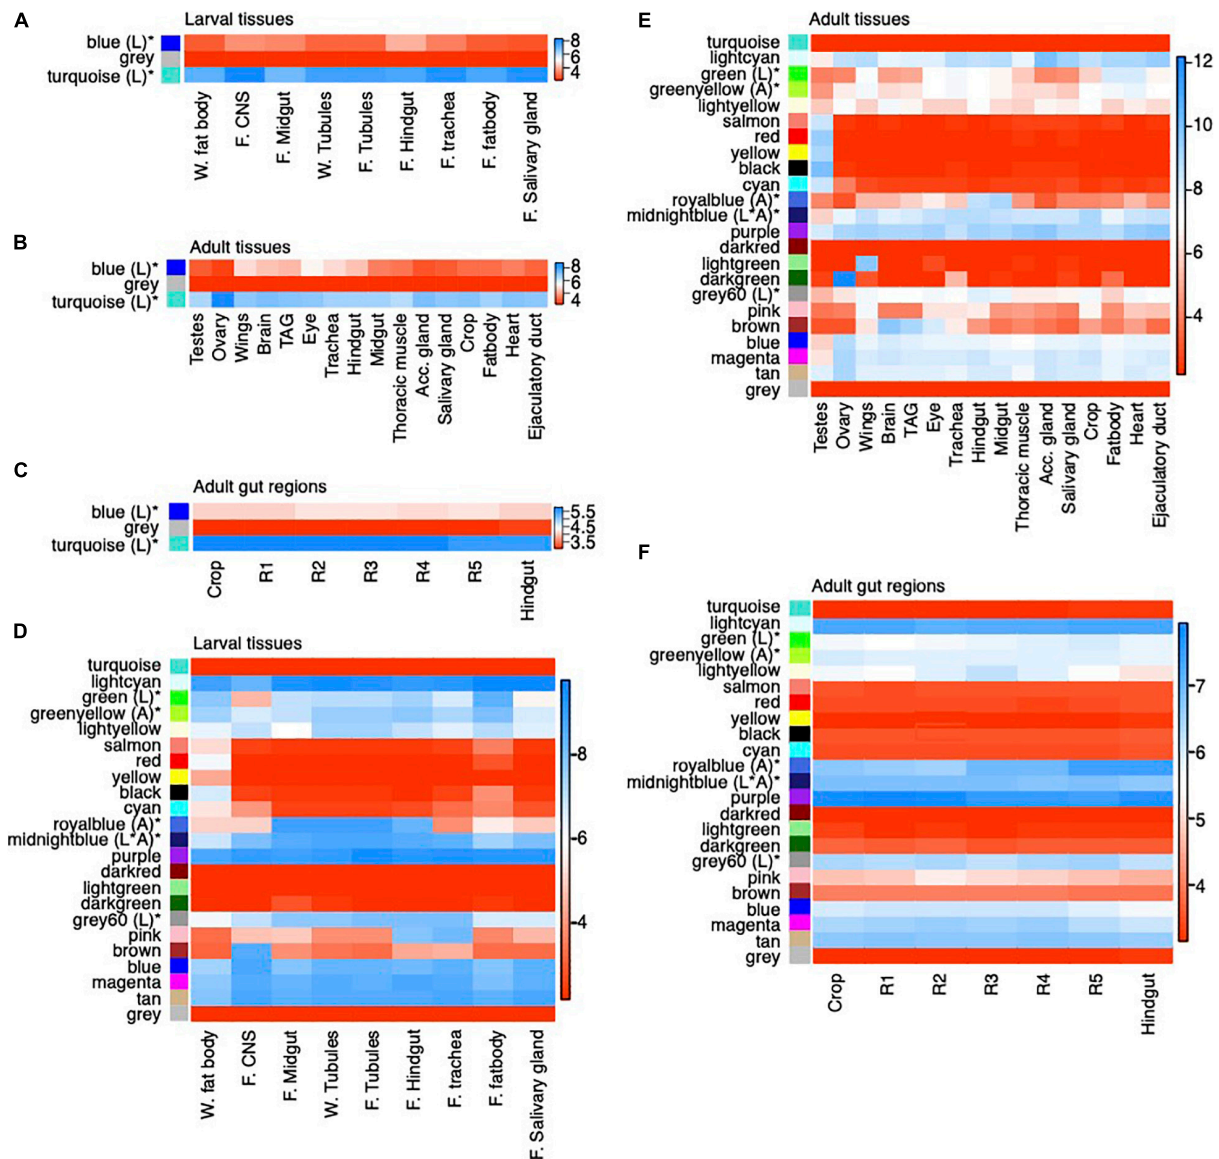 A
Larval tissues
blue (L)*
grey
turquoise (L)*
8
6
4
W. fat body
F. CNS
F. Midgut
W. Tubules
F. Tubules
F. Hindgut
F. trachea
F. fatbody
F. Salivary gland
B
Adult tissues
blue (L)*
grey
turquoise (L)*
8
6
4
Testes
Ovary
Wings
Brain
TAG
Eye
Trachea
Hindgut
Midgut
Thoracic muscle
Acc. gland
Salivary gland
Crop
Fatbody
Heart
Ejaculatory duct
C
Adult gut regions
blue (L)*
grey
turquoise (L)*
5.5
4.5
3.5
Crop
R1
R2
R3
R4
R5
Hindgut
D
Larval tissues
turquoise
lightcyan
green (L)*
greenyellow (A)*
lightyellow
salmon
red
yellow
black
cyan
royalblue (A)*
midnightblue (L*A)*
purple
darkred
lightgreen
darkgreen
grey60 (L)*
pink
brown
blue
magenta
tan
grey
8
6
4
W. fat body
F. CNS
F. Midgut
W. Tubules
F. Tubules
F. Hindgut
F. trachea
F. fatbody
F. Salivary gland
E
Adult tissues
turquoise
lightcyan
green (L)*
greenyellow (A)*
lightyellow
salmon
red
yellow
black
cyan
royalblue (A)*
midnightblue (L*A)*
purple
darkred
lightgreen
darkgreen
grey60 (L)*
pink
brown
blue
magenta
tan
grey
12
10
8
6
4
Testes
Ovary
Wings
Brain
TAG
Eye
Trachea
Hindgut
Midgut
Thoracic muscle
Acc. gland
Salivary gland
Crop
Fatbody
Heart
Ejaculatory duct
F
Adult gut regions
turquoise
lightcyan
green (L)*
greenyellow (A)*
lightyellow
salmon
red
yellow
black
cyan
royalblue (A)*
midnightblue (L*A)*
purple
darkred
lightgreen
darkgreen
grey60 (L)*
pink
brown
blue
magenta
tan
grey
7
6
5
4
Crop
R1
R2
R3
R4
R5
Hindgut